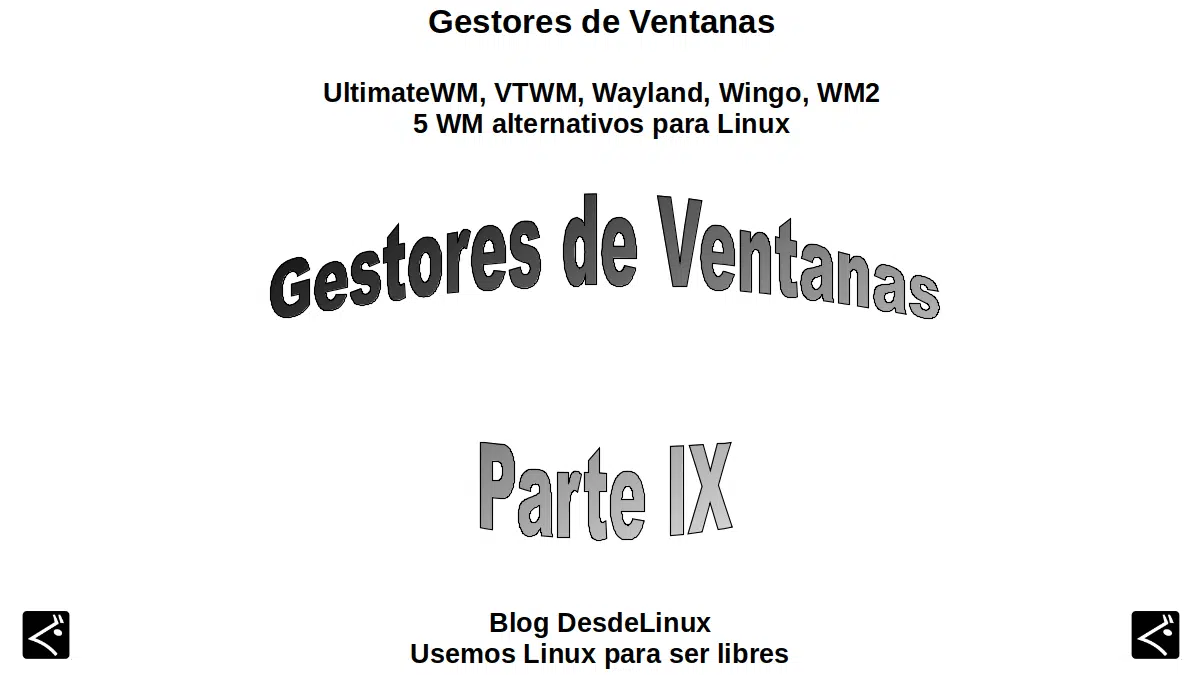 Gestores de Ventanas
UltimateWM, VTWM, Wayland, Wingo, WM2
5 WM alternativos para Linux
Gestores de Ventanas
Parte IX
Blog DesdeLinux
Usemos Linux para ser libres